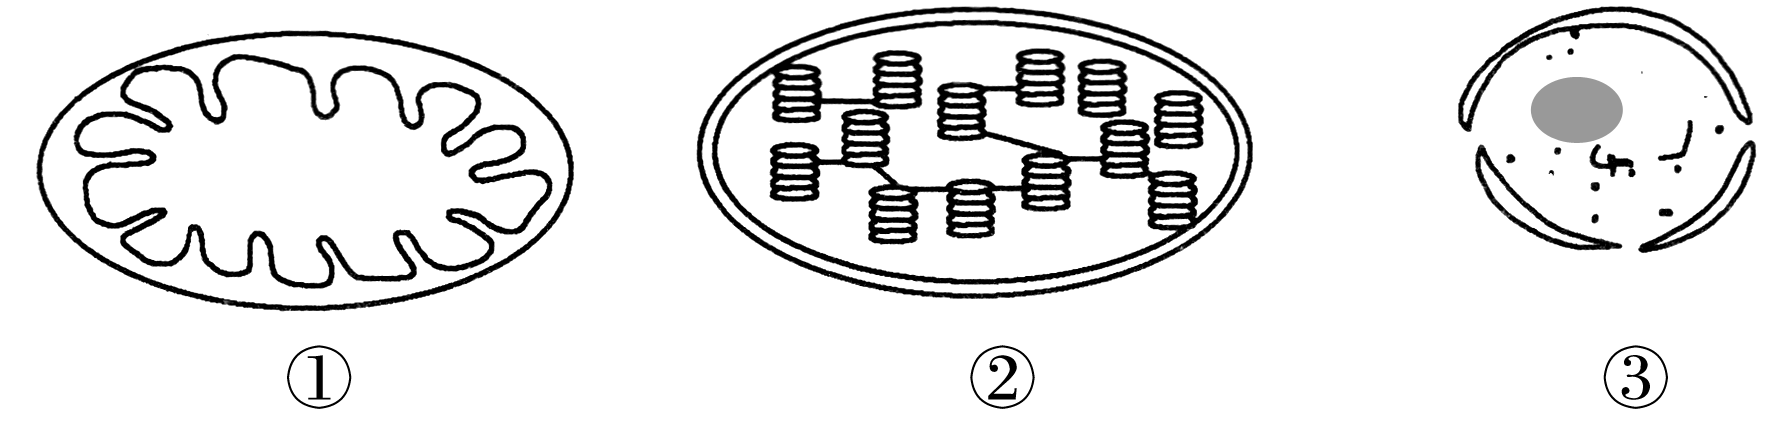 ① ② ③